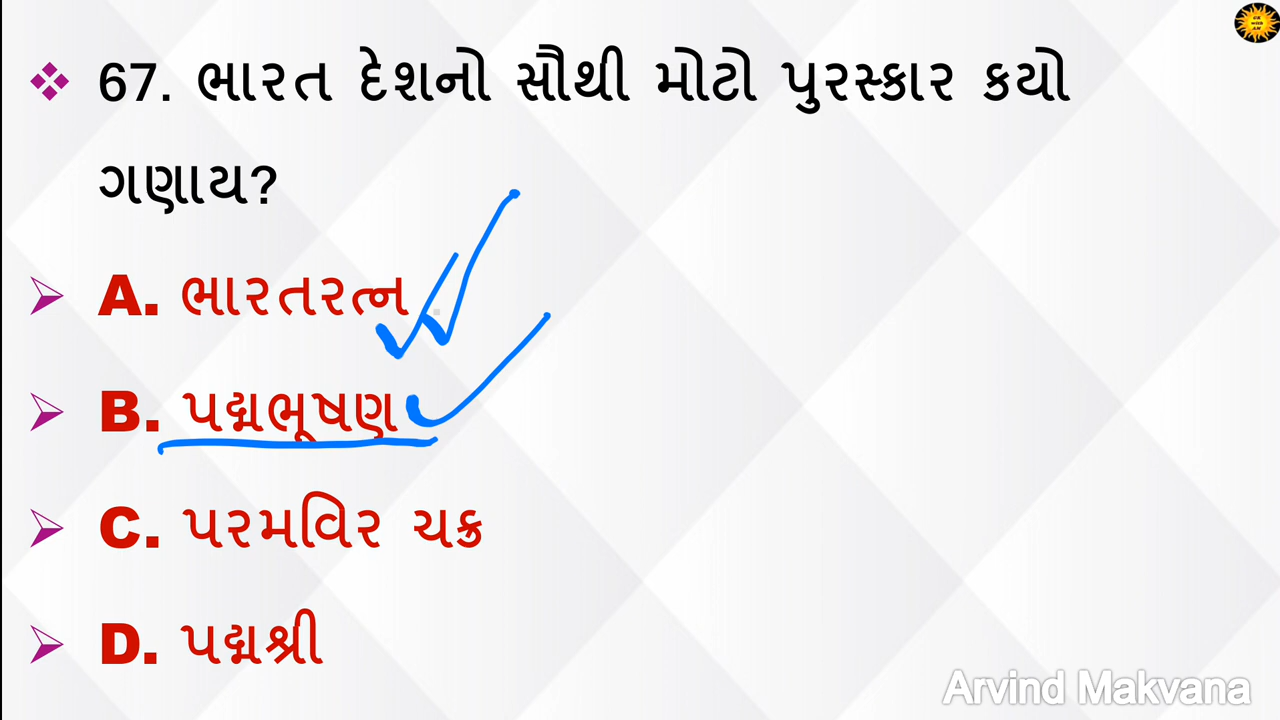 67. ભારત દેશનો સૌથી મોટો પુરસ્કાર કયો
ગણાય?
A. ભારતરત્ન
B. પદ્મભૂષણ
C. પરમવિર ચક્ર
D. પદ્મશ્રી
Arvind Makvana